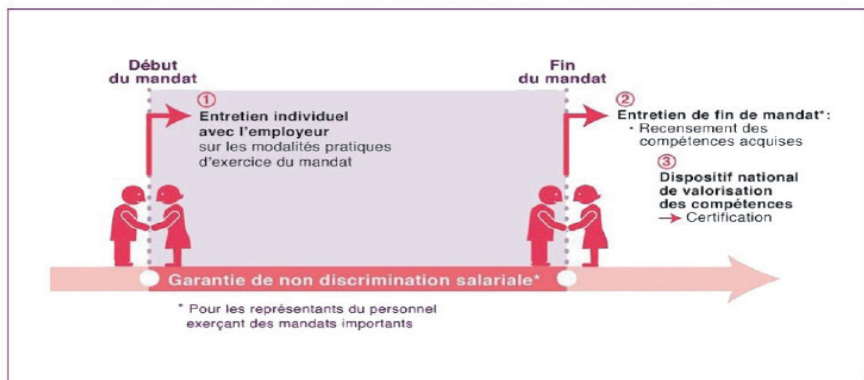 Début
du mandat
①
Entretien individuel
avec l'employeur
sur les modalités pratiques
d'exercice du mandat
Fin
du mandat
②
Entretien de fin de mandat*:
• Recensement des
compétences acquises
③
Dispositif national
de valorisation
des compétences
→ Certification
Garantie de non discrimination salariale*
* Pour les représentants du personnel
exerçant des mandats importants